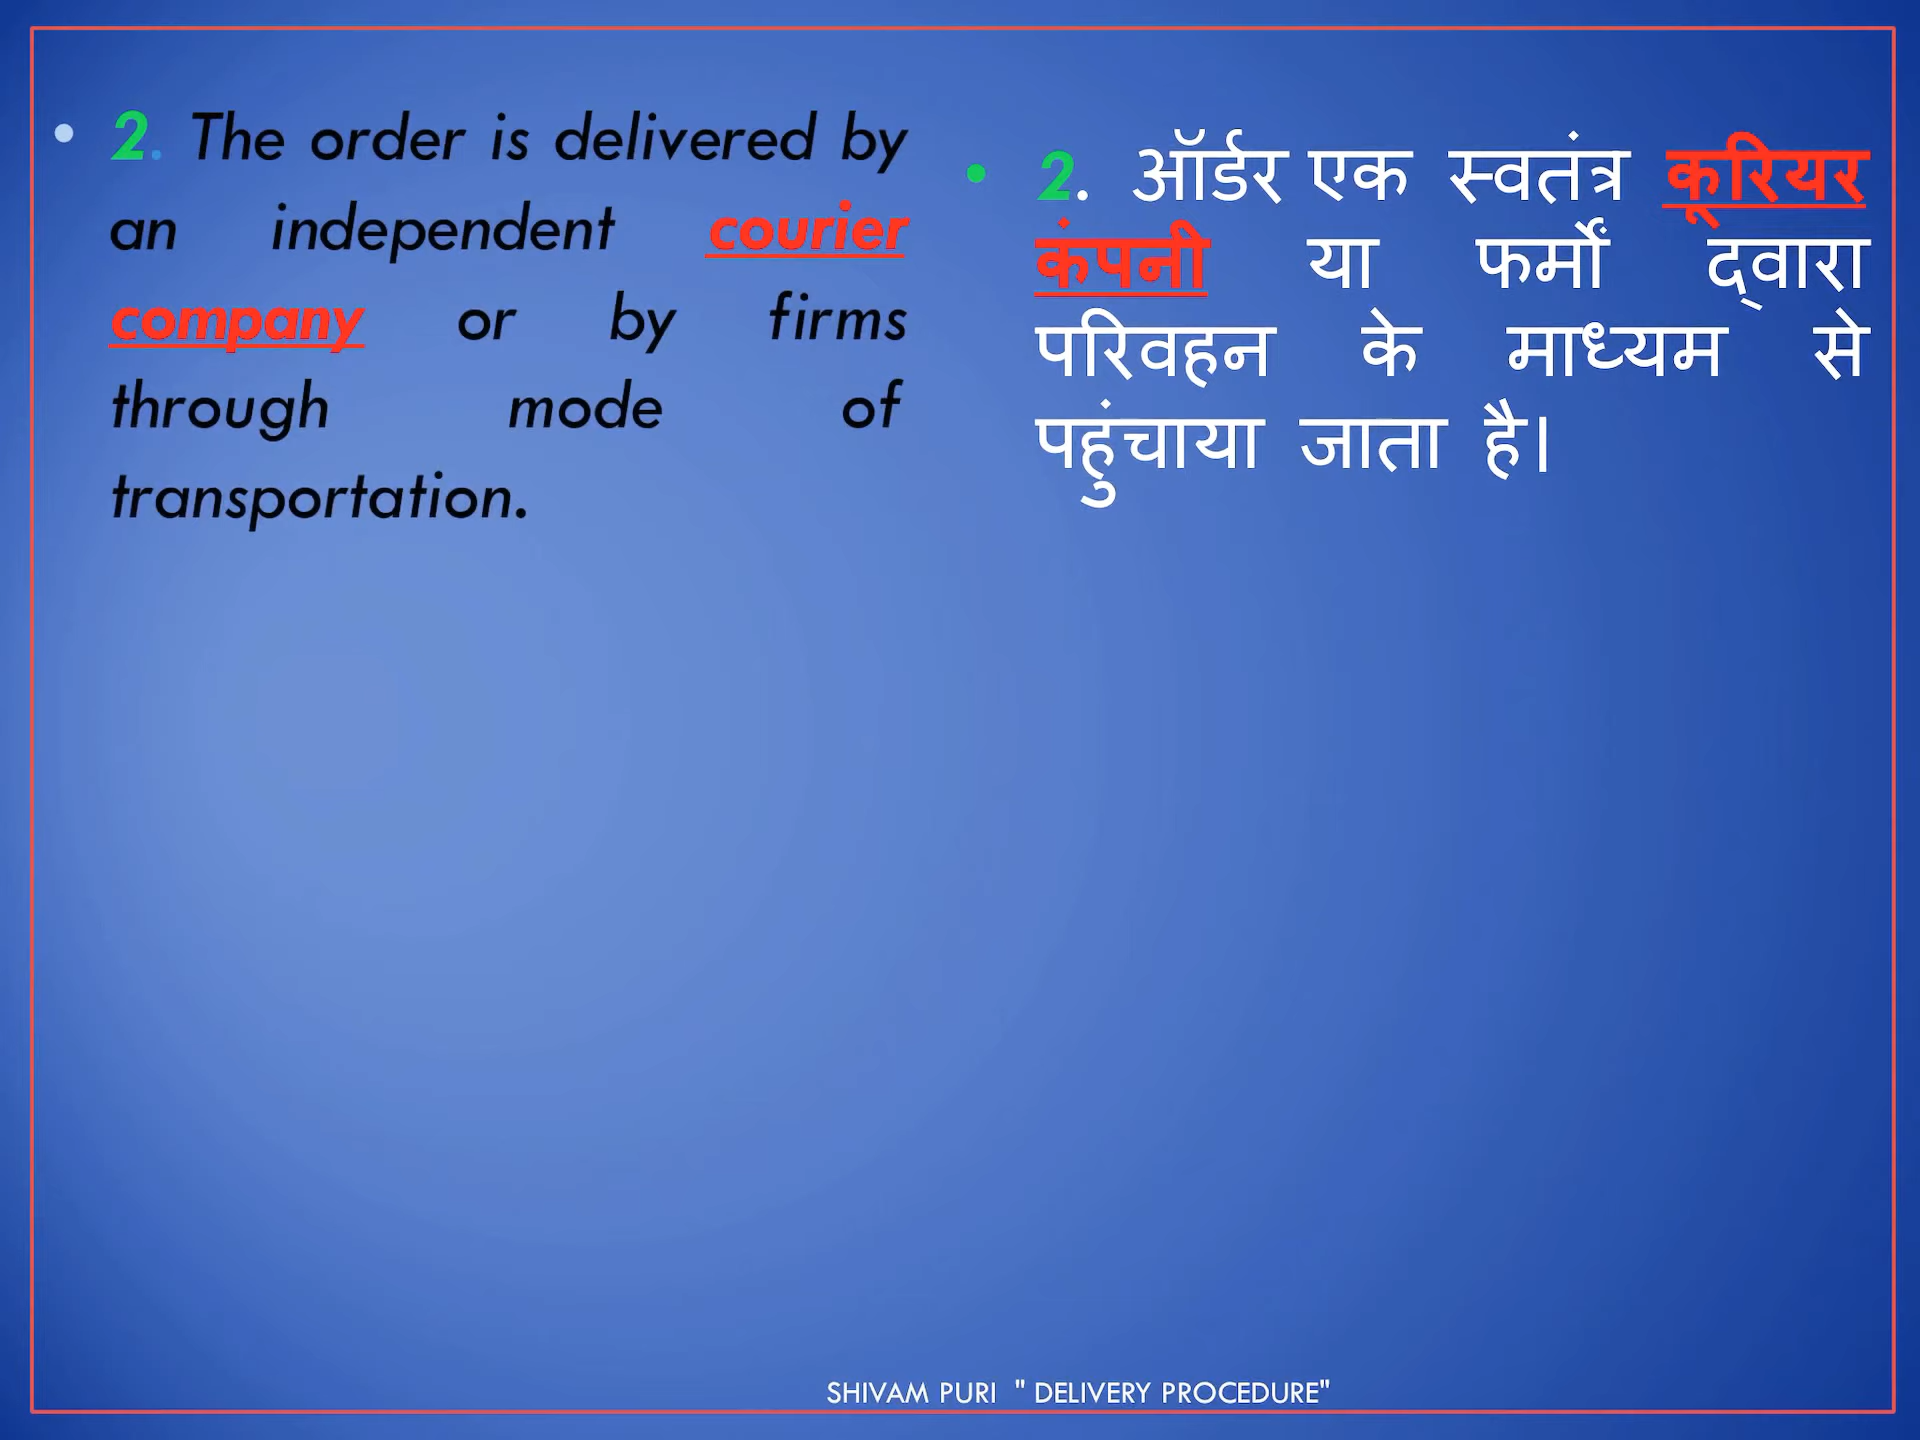 • 2. The order is delivered by
an independent courier
company or by firms
through mode of
transportation.
• 2. ऑर्डर एक स्वतंत्र कूरियर
कंपनी या फर्मों द्वारा
परिवहन के माध्यम से
पहुंचाया जाता है।
SHIVAM PURI " DELIVERY PROCEDURE"